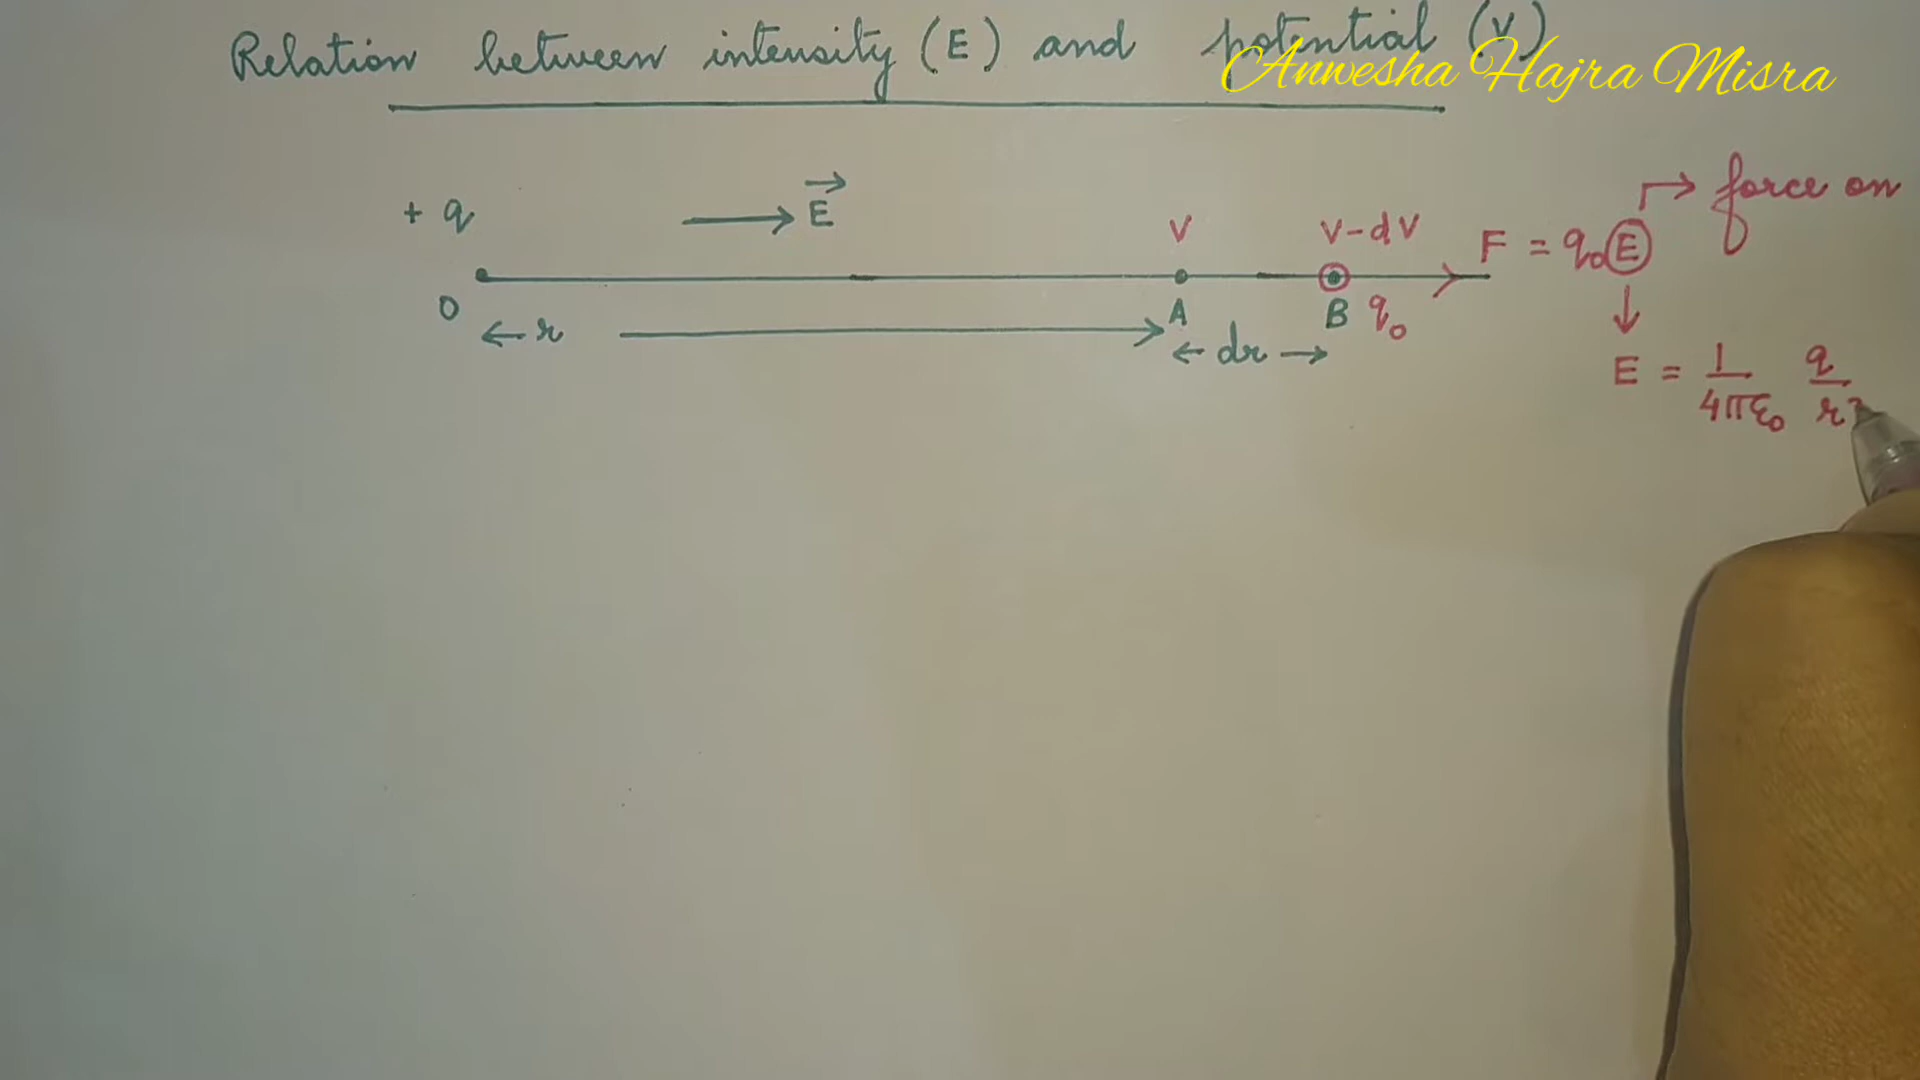 Relation between intensity (E) and potential (V)
Anwesha Hajra Misra
+ q → E⃗ V V-dV F = q₀E → force on
O A B q₀
← r → ← dr →
↓
E = 1/4πε₀ q/r²